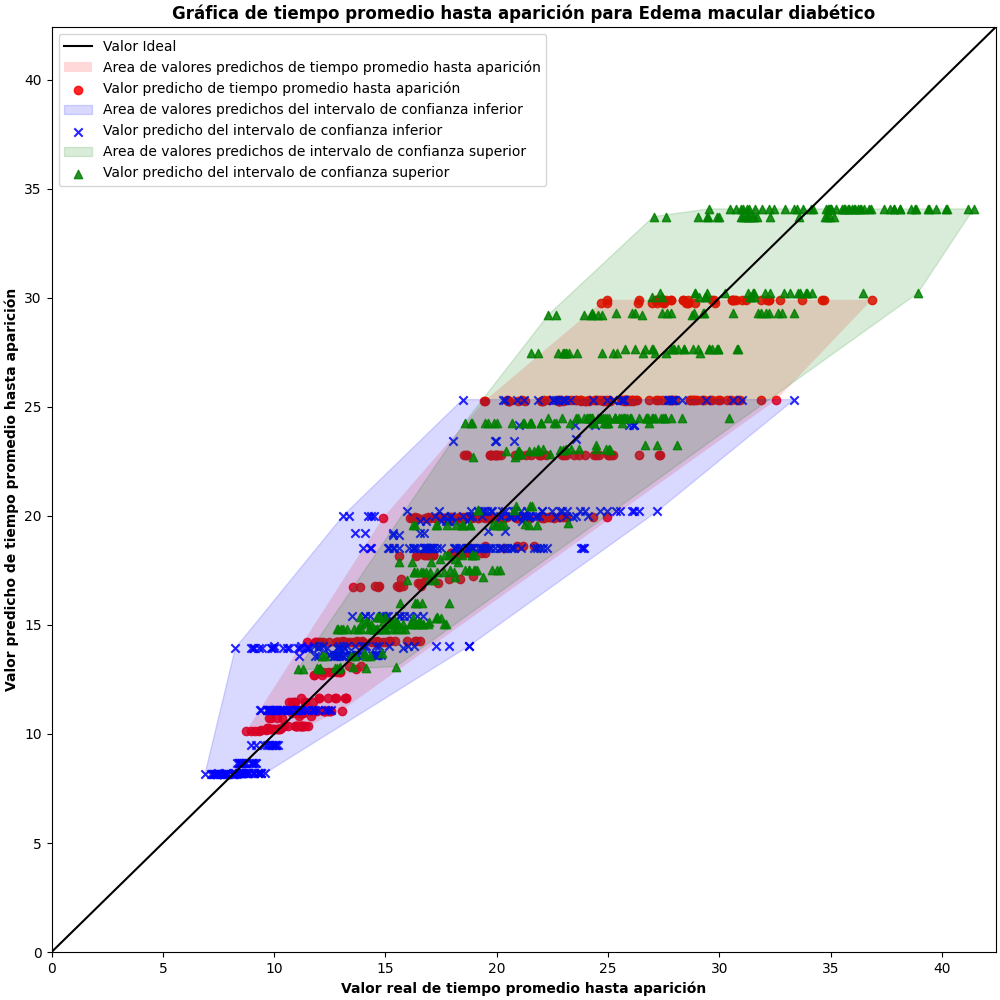 Gráfica de tiempo promedio hasta aparición para Edema macular diabético
Valor Ideal
Area de valores predichos de tiempo promedio hasta aparición
Valor predicho de tiempo promedio hasta aparición
Area de valores predichos del intervalo de confianza inferior
Valor predicho del intervalo de confianza inferior
Area de valores predichos de intervalo de confianza superior
Valor predicho del intervalo de confianza superior
Valor predicho de tiempo promedio hasta aparición
40
35
30
25
20
15
10
5
0
0 5 10 15 20 25 30 35 40
Valor real de tiempo promedio hasta aparición